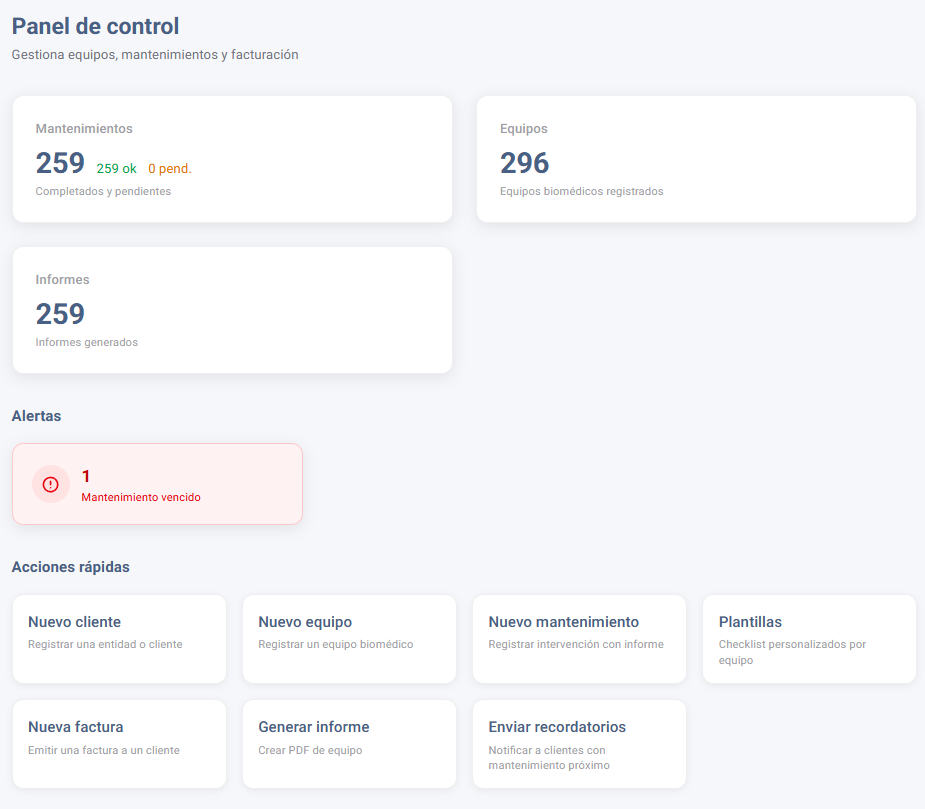 Panel de control
Gestiona equipos, mantenimientos y facturación
Mantenimientos
259 259 ok 0 pend.
Completados y pendientes
Equipos
296
Equipos biomédicos registrados
Informes
259
Informes generados
Alertas
1
Mantenimiento vencido
Acciones rápidas
Nuevo cliente
Registrar una entidad o cliente
Nuevo equipo
Registrar un equipo biomédico
Nuevo mantenimiento
Registrar intervención con informe
Plantillas
Checklist personalizados por
equipo
Nueva factura
Emitir una factura a un cliente
Generar informe
Crear PDF de equipo
Enviar recordatorios
Notificar a clientes con
mantenimiento próximo